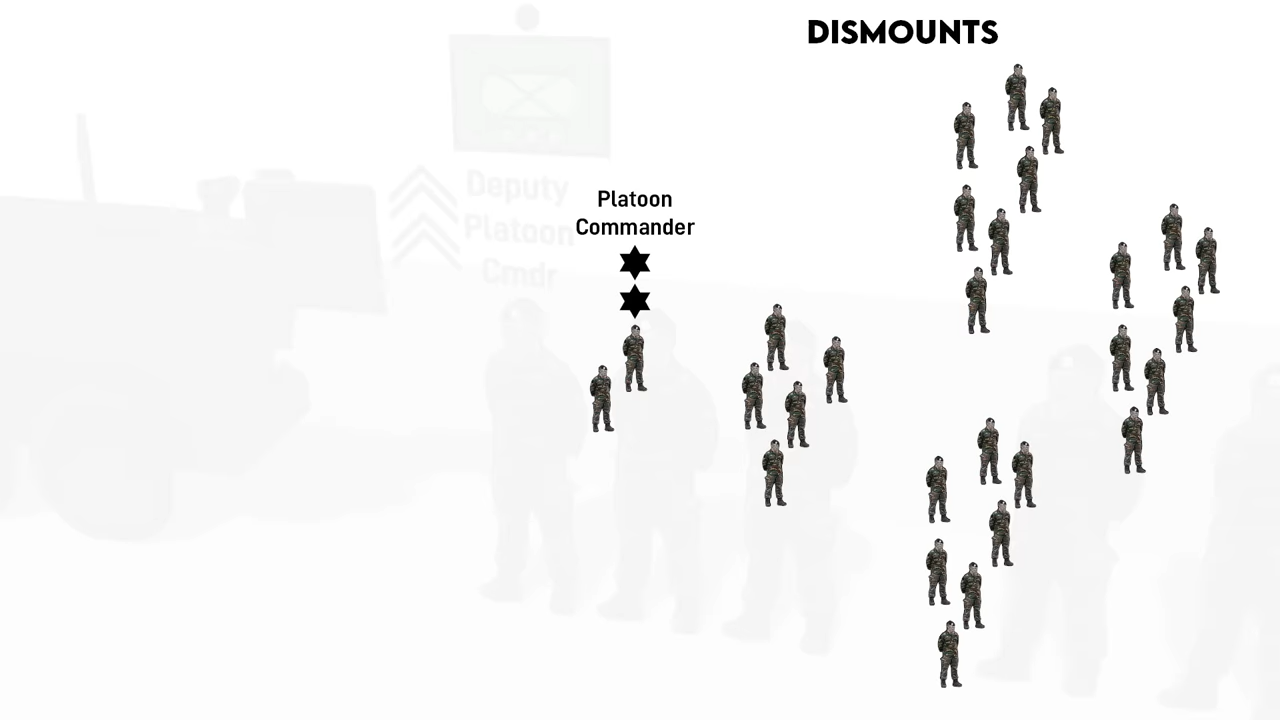 DISMOUNTS
Deputy
Platoon
Cmdr
Platoon
Commander